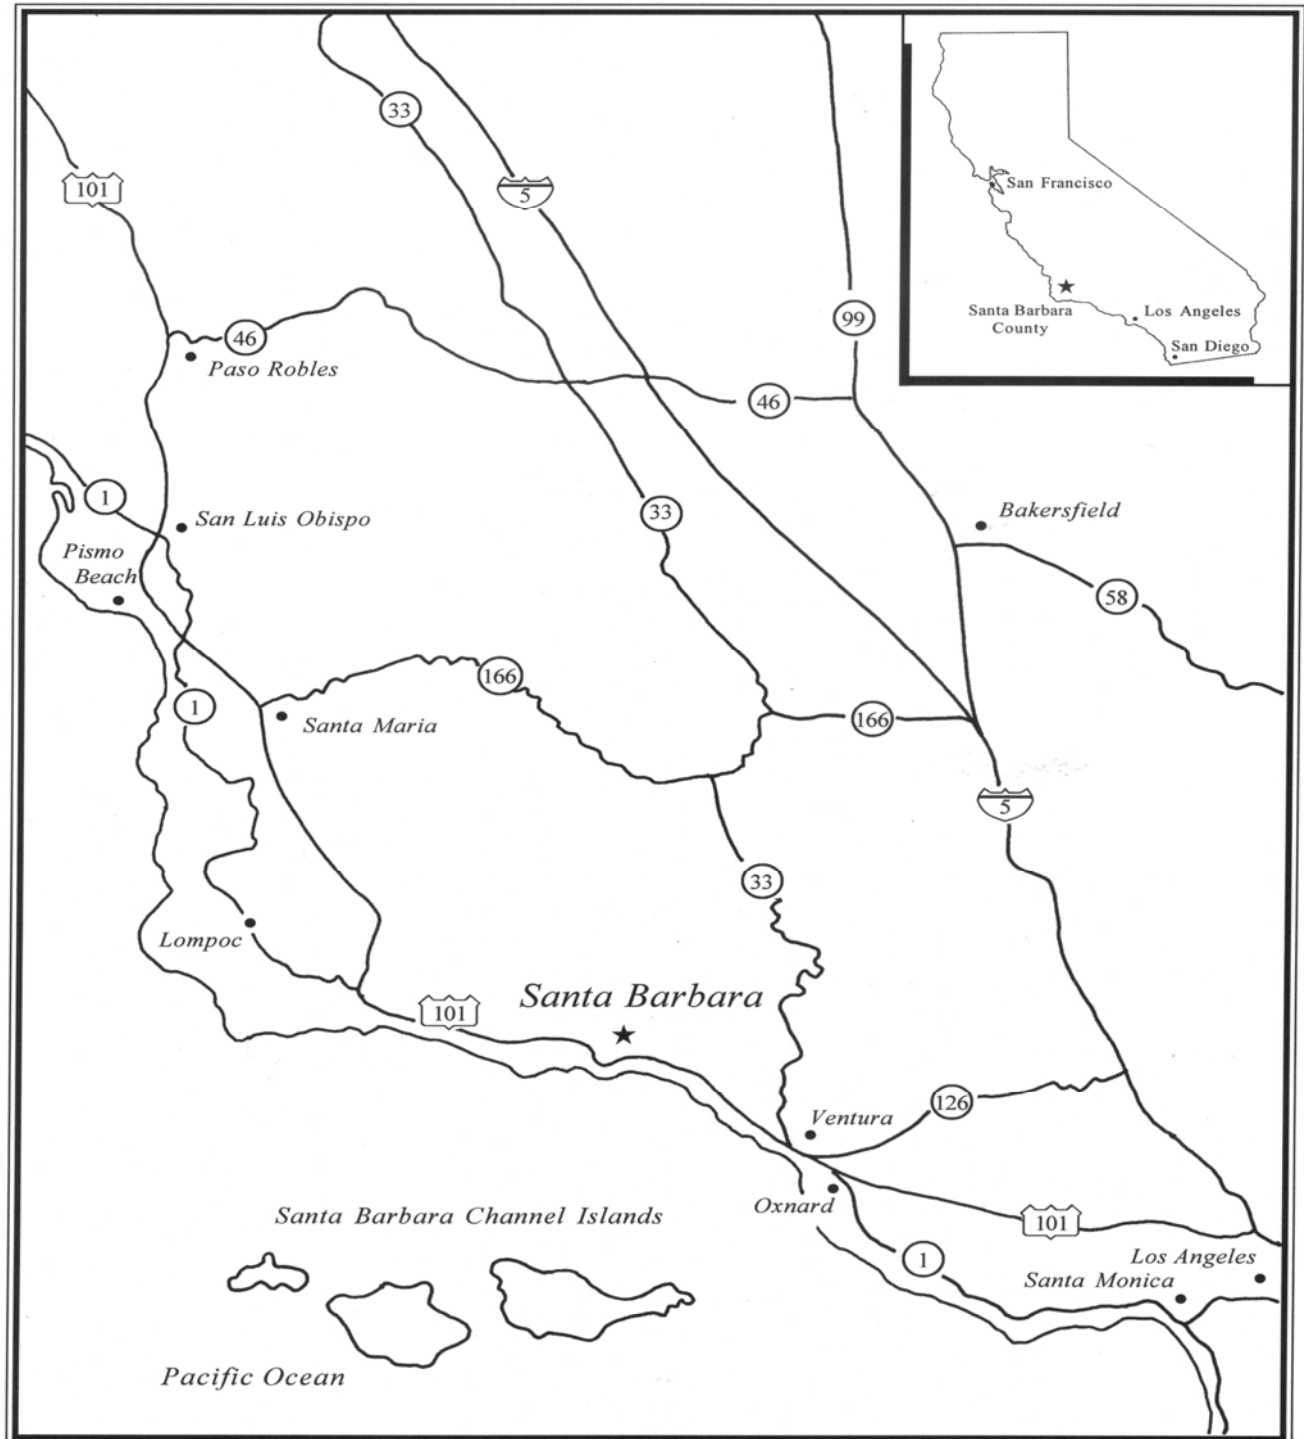 33
101
5
San Francisco
Santa Barbara
County
Los Angeles
San Diego
99
46
Paso Robles
46
1
San Luis Obispo
33
Bakersfield
Pismo
Beach
58
166
1
Santa Maria
166
5
33
Lompoc
Santa Barbara
101
126
Ventura
Oxnard
Santa Barbara Channel Islands
101
1
Los Angeles
Santa Monica
Pacific Ocean